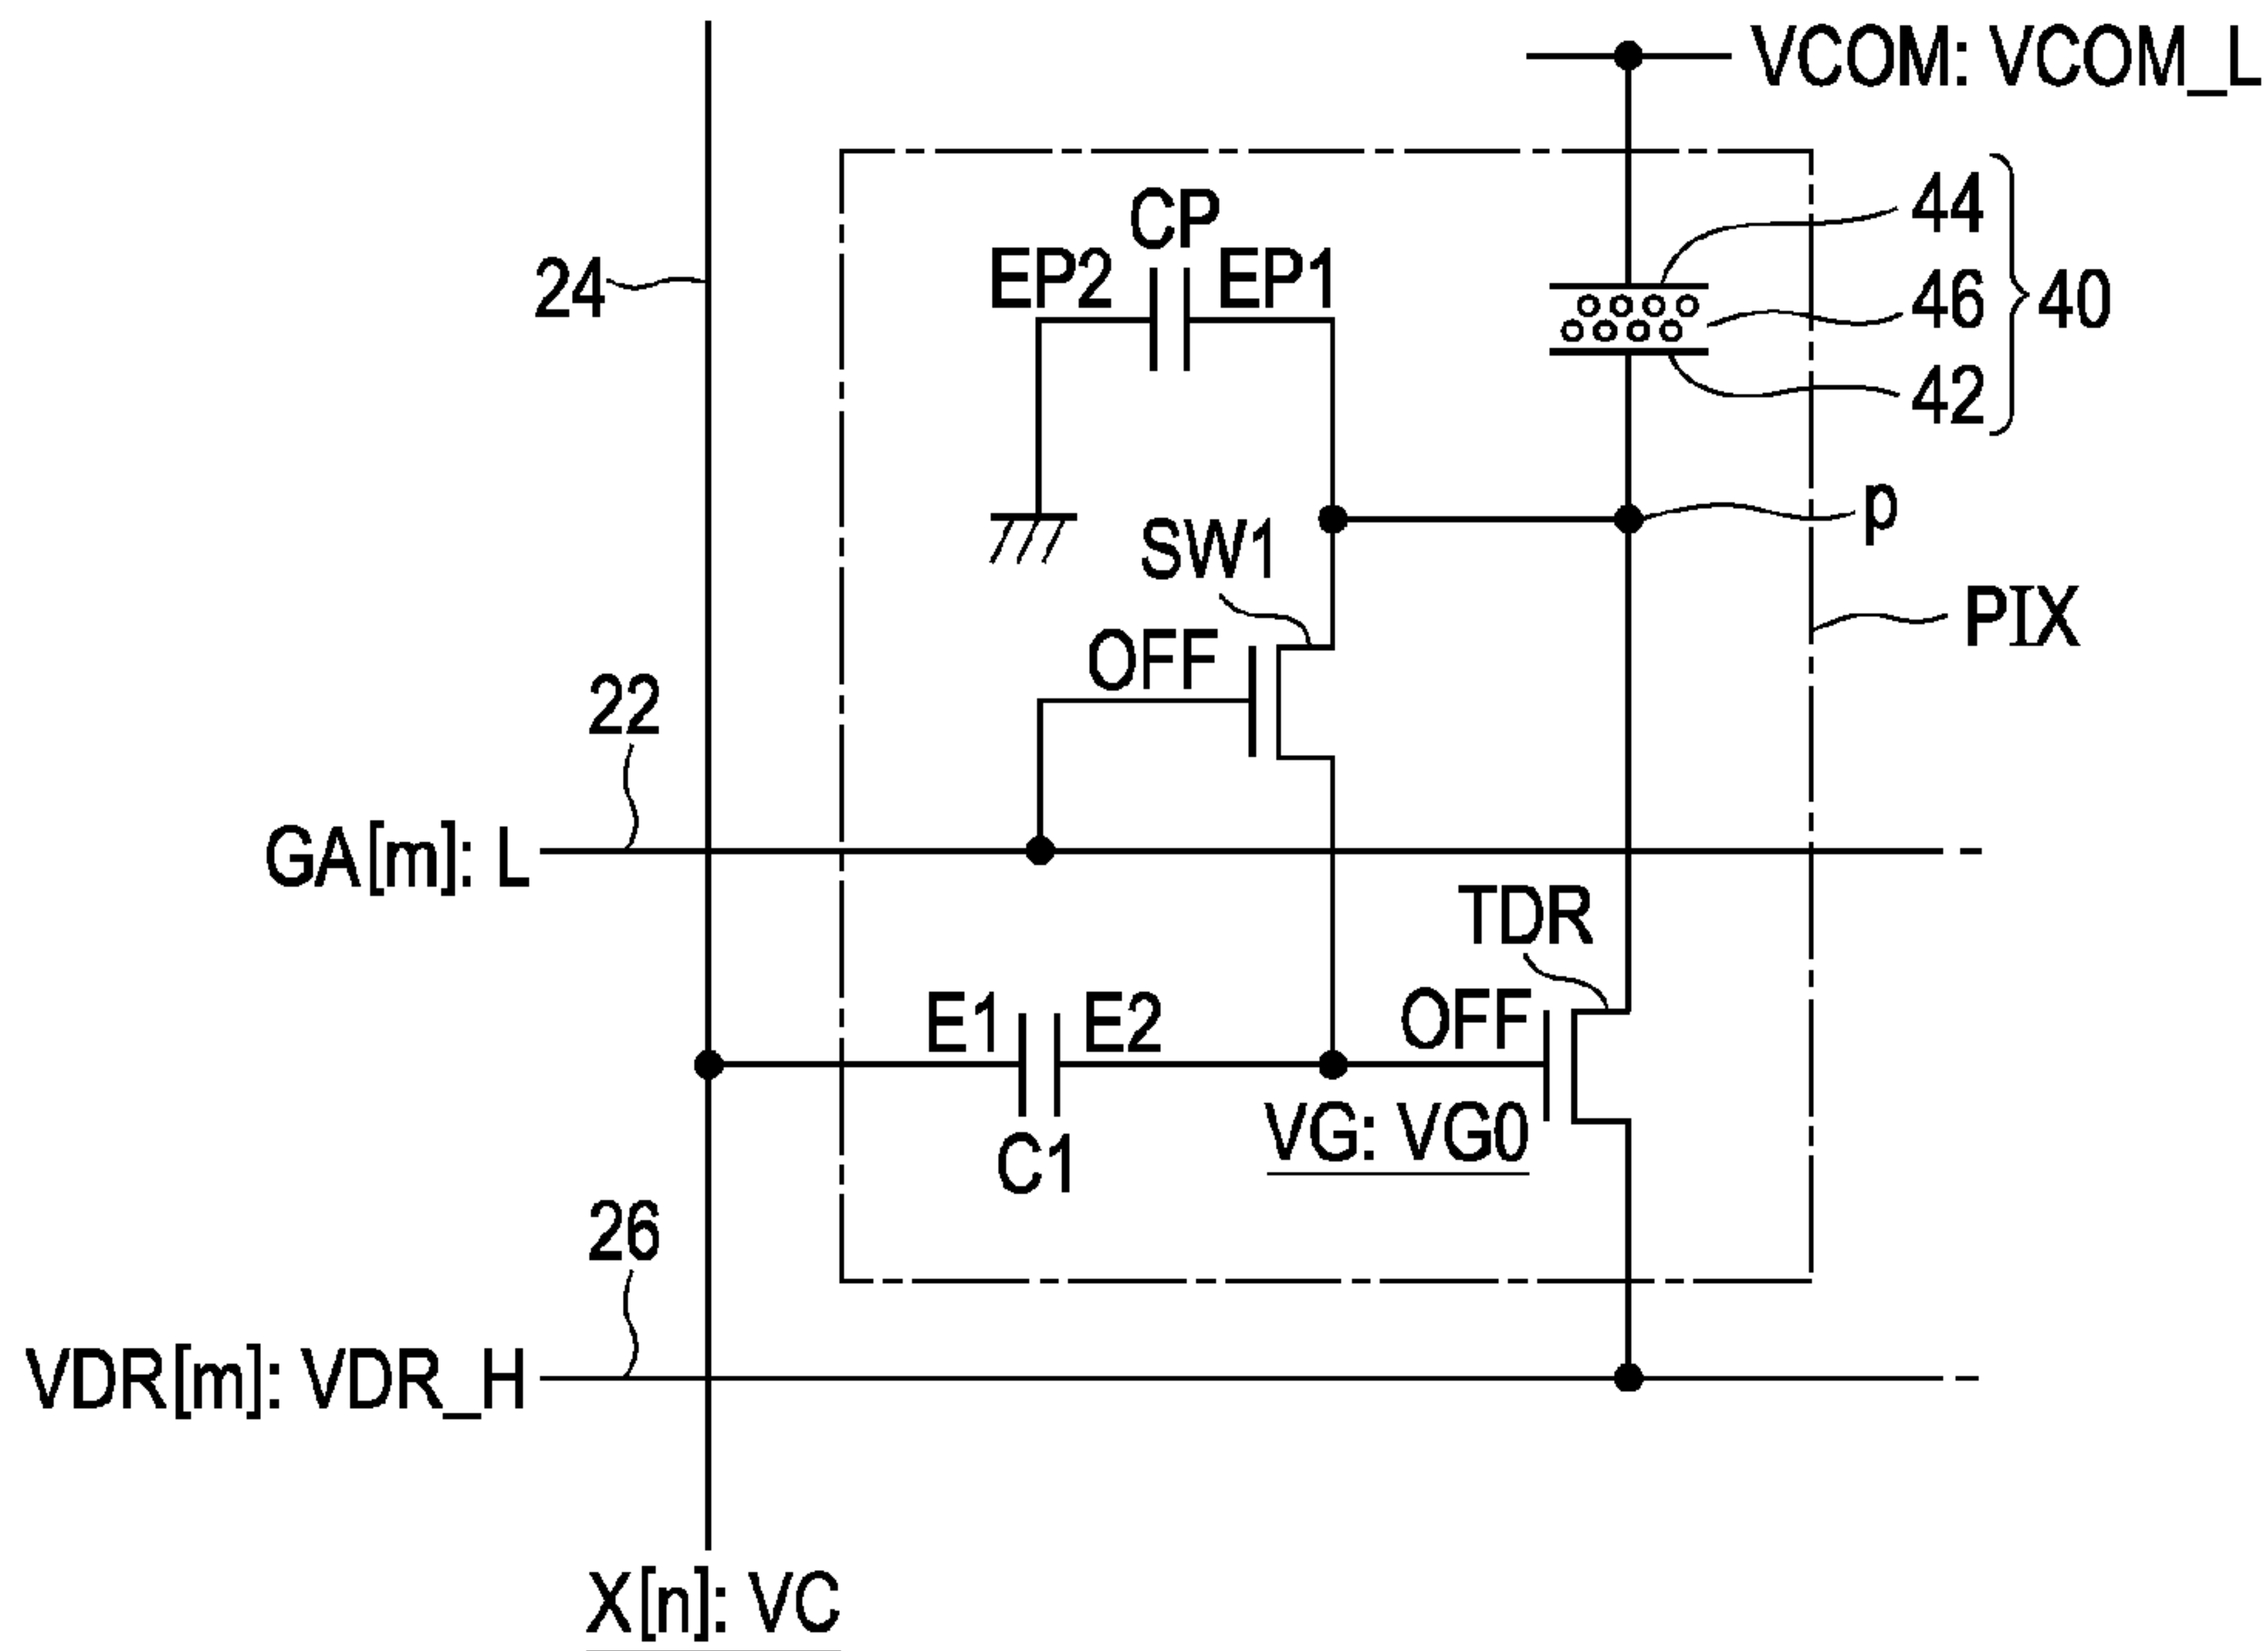 VCOM: VCOM_L
44
CP
EP2
EP1
24
46
40
42
p
SW1
PIX
OFF
22
GA[m]: L
TDR
E1
E2
OFF
VG: VG0
C1
26
VDR[m]: VDR_H
X[n]: VC